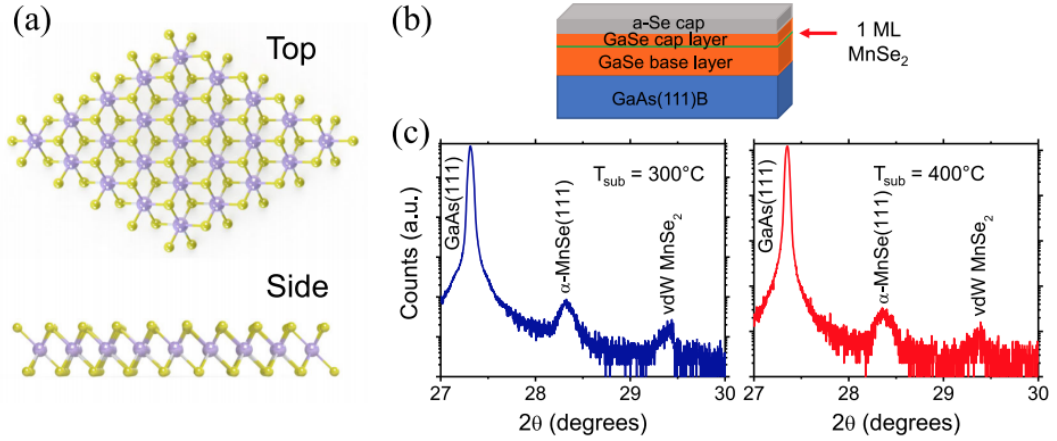 (a)
Top
Side
(b)
a-Se cap
GaSe cap layer
GaSe base layer
GaAs(111)B
1 ML
MnSe₂
(c)
Counts (a.u.)
GaAs(111)
α-MnSe(111)
vdW MnSe₂
T_sub = 300°C
27 28 29 30
2θ (degrees)
GaAs(111)
α-MnSe(111)
vdW MnSe₂
T_sub = 400°C
27 28 29 30
2θ (degrees)